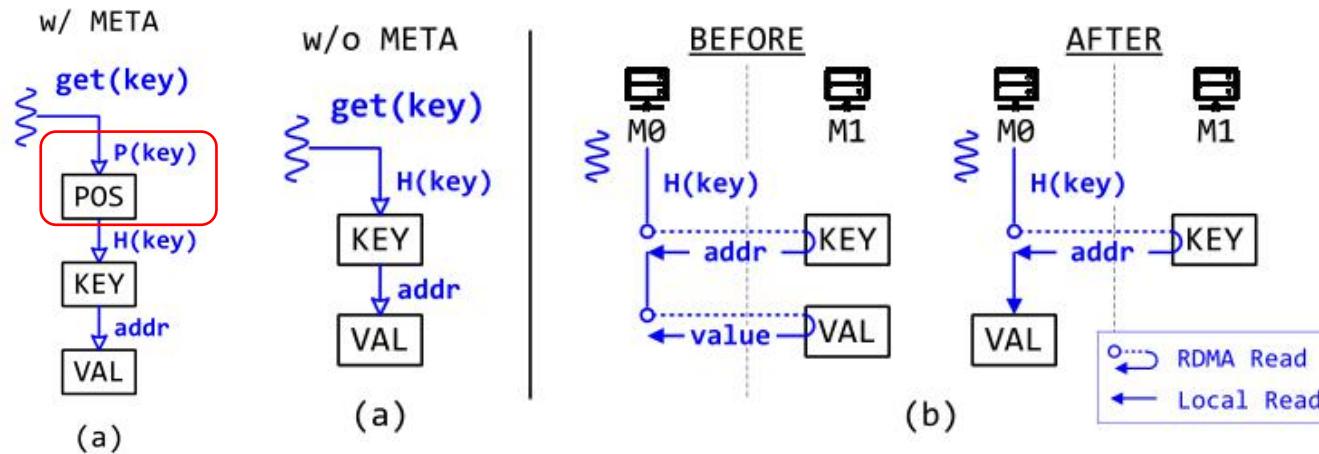 w/ META
get(key)
P(key)
POS
H(key)
KEY
addr
VAL
(a)
w/o META
get(key)
H(key)
KEY
addr
VAL
(a)
BEFORE
M0
M1
H(key)
KEY
addr
VAL
value
AFTER
M0
M1
H(key)
KEY
addr
VAL
RDMA Read
Local Read
(b)